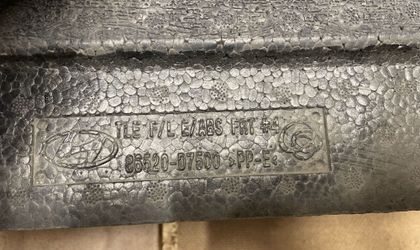 TLE F/L E/ABS FRT #4
86520-D7500 >PP-E<